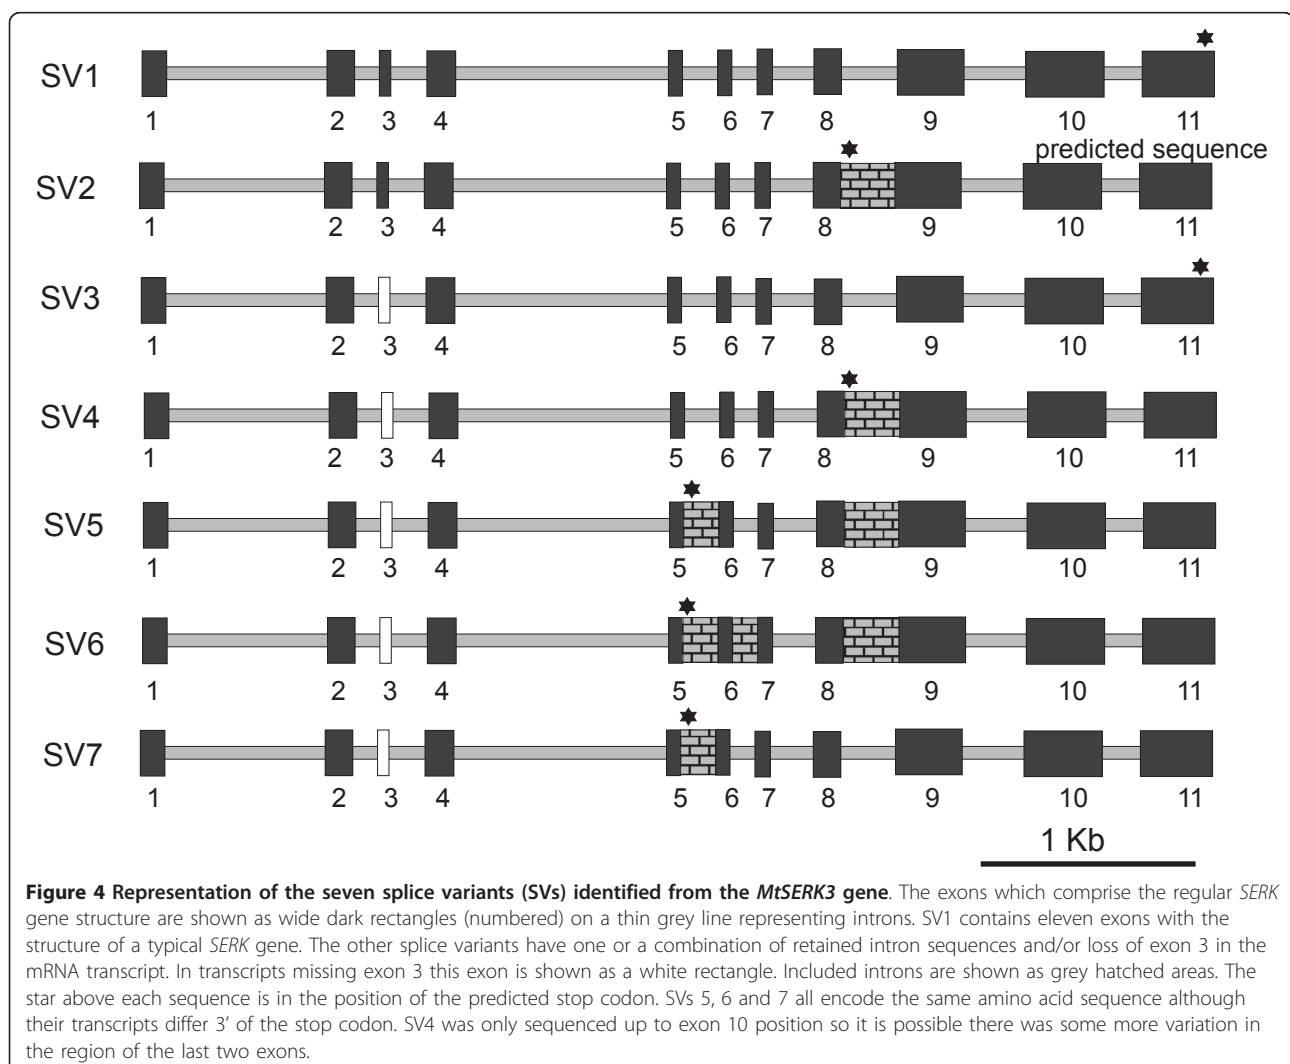 SV1
1 2 3 4 5 6 7 8 9 10 11
predicted sequence
SV2
1 2 3 4 5 6 7 8 9 10 11
SV3
1 2 3 4 5 6 7 8 9 10 11
SV4
1 2 3 4 5 6 7 8 9 10 11
SV5
1 2 3 4 5 6 7 8 9 10 11
SV6
1 2 3 4 5 6 7 8 9 10 11
SV7
1 2 3 4 5 6 7 8 9 10 11
1 Kb
Figure 4 Representation of the seven splice variants (SVs) identified from the MtSERK3 gene. The exons which comprise the regular SERK
gene structure are shown as wide dark rectangles (numbered) on a thin grey line representing introns. SV1 contains eleven exons with the
structure of a typical SERK gene. The other splice variants have one or a combination of retained intron sequences and/or loss of exon 3 in the
mRNA transcript. In transcripts missing exon 3 this exon is shown as a white rectangle. Included introns are shown as grey hatched areas. The
star above each sequence is in the position of the predicted stop codon. SVs 5, 6 and 7 all encode the same amino acid sequence although
their transcripts differ 3’ of the stop codon. SV4 was only sequenced up to exon 10 position so it is possible there was some more variation in
the region of the last two exons.